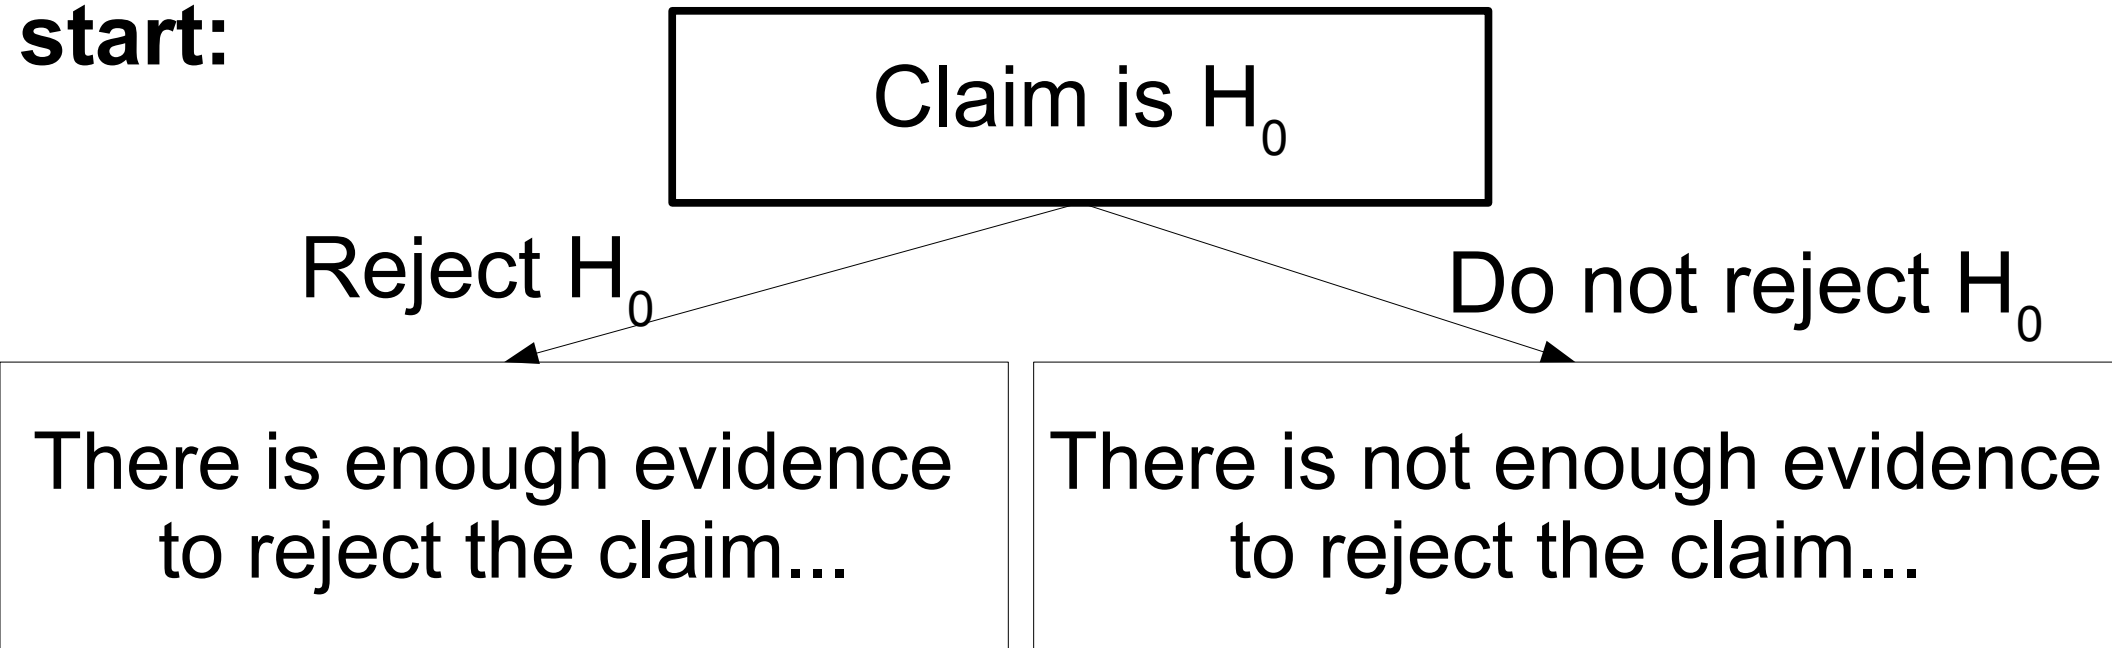 start:
Claim is H₀
Reject H₀
Do not reject H₀
There is enough evidence
to reject the claim...
There is not enough evidence
to reject the claim...